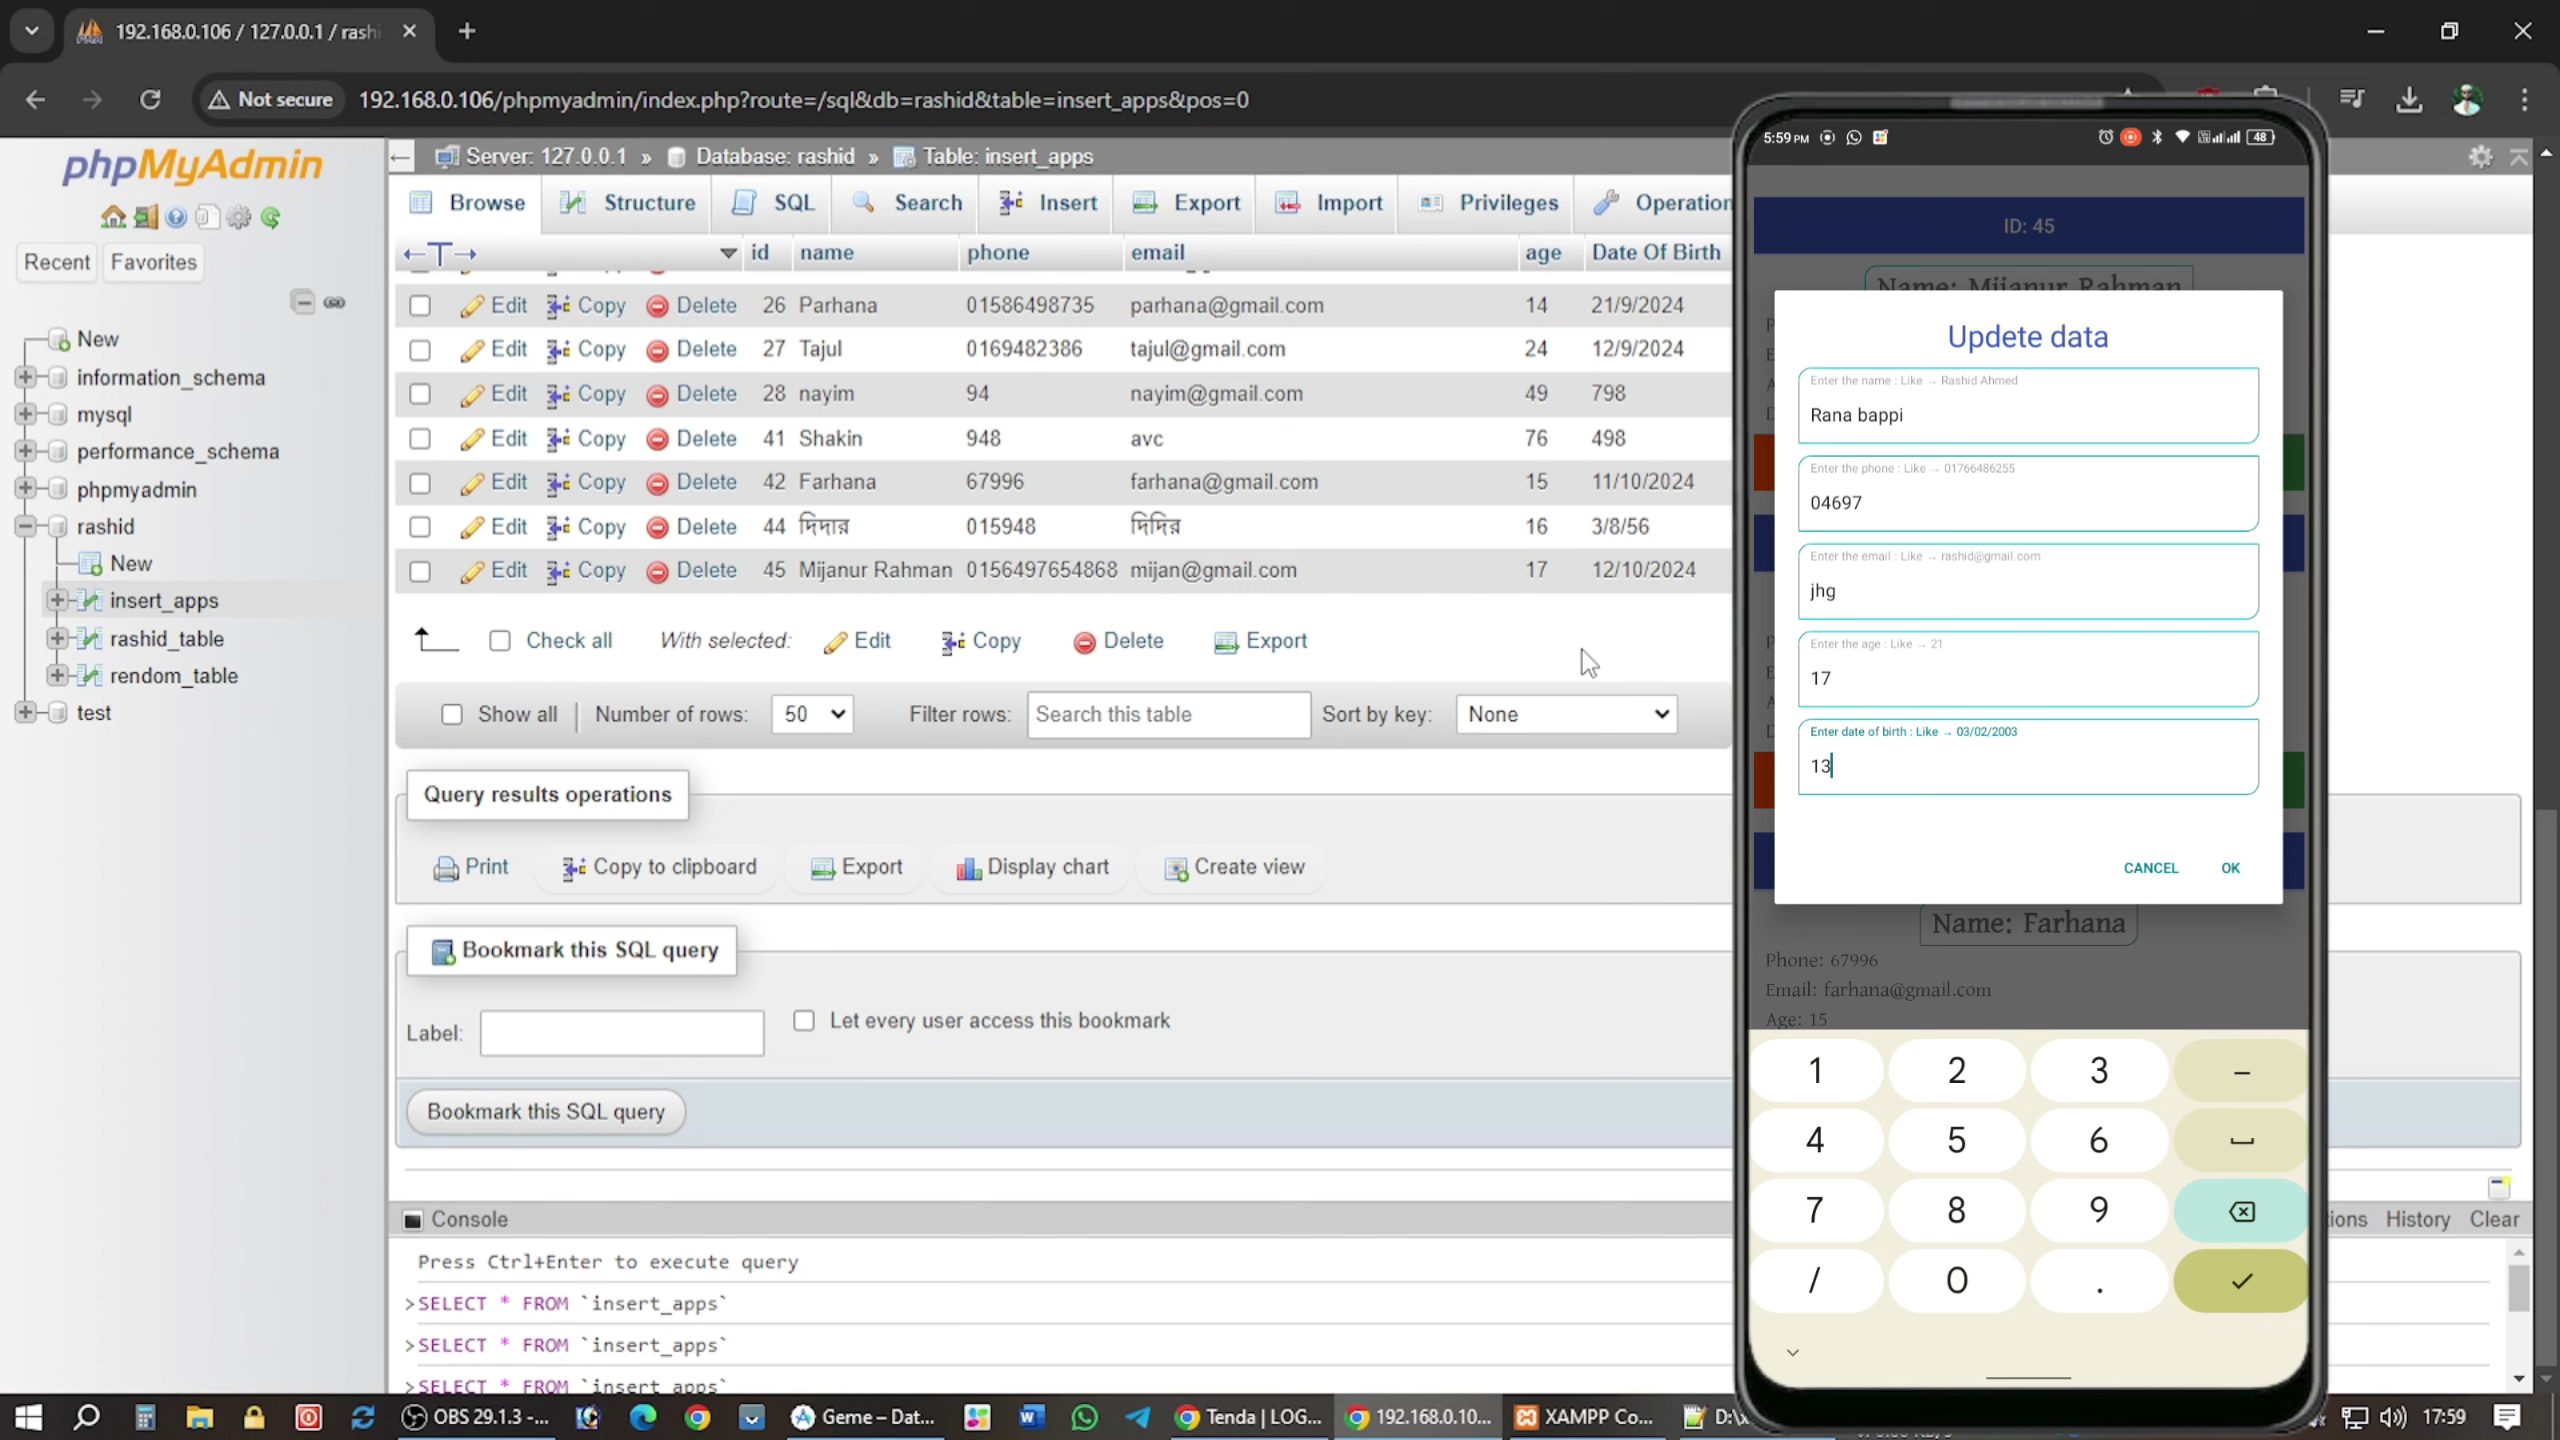 192.168.0.106 / 127.0.0.1 / rashi
Not secure 192.168.0.106/phpmyadmin/index.php?route=/sql&db=rashid&table=insert_apps&pos=0
phpMyAdmin
Recent Favorites
New
information_schema
mysql
performance_schema
phpmyadmin
rashid
New
insert_apps
rashid_table
rendom_table
test
Server: 127.0.0.1 » Database: rashid » Table: insert_apps
Browse Structure SQL Search Insert Export Import Privileges Operation
←T→ id name phone email age Date Of Birth
Edit Copy Delete 26 Parhana 01586498735 parhana@gmail.com 14 21/9/2024
Edit Copy Delete 27 Tajul 0169482386 tajul@gmail.com 24 12/9/2024
Edit Copy Delete 28 nayim 94 nayim@gmail.com 49 798
Edit Copy Delete 41 Shakin 948 avc 76 498
Edit Copy Delete 42 Farhana 67996 farhana@gmail.com 15 11/10/2024
Edit Copy Delete 44 দিদার 015948 দিদির 16 3/8/56
Edit Copy Delete 45 Mijanur Rahman 0156497654868 mijan@gmail.com 17 12/10/2024
Check all With selected: Edit Copy Delete Export
Show all Number of rows: 50 Filter rows: Search this table Sort by key: None
Query results operations
Print Copy to clipboard Export Display chart Create view
Bookmark this SQL query
Label: Let every user access this bookmark
Bookmark this SQL query
Console
History Clear
Press Ctrl+Enter to execute query
>SELECT * FROM `insert_apps`
>SELECT * FROM `insert_apps`
>SELECT * FROM `insert_apps`
5:59 PM 48
ID: 45
Name: Mijanur Rahman
Update data
Enter the name : Like → Rashid Ahmed
Rana bappi
Enter the phone : Like → 01766486255
04697
Enter the email : Like → rashid@gmail.com
jhg
Enter the age : Like → 21
17
Enter date of birth : Like → 03/02/2003
13
CANCEL OK
Name: Farhana
Phone: 67996
Email: farhana@gmail.com
Age: 15
1 2 3 –
4 5 6
7 8 9
/ 0 .
OBS 29.1.3 -... Geme – Dat... Tenda | LOG... 192.168.0.10... XAMPP Co... D:\x 17:59